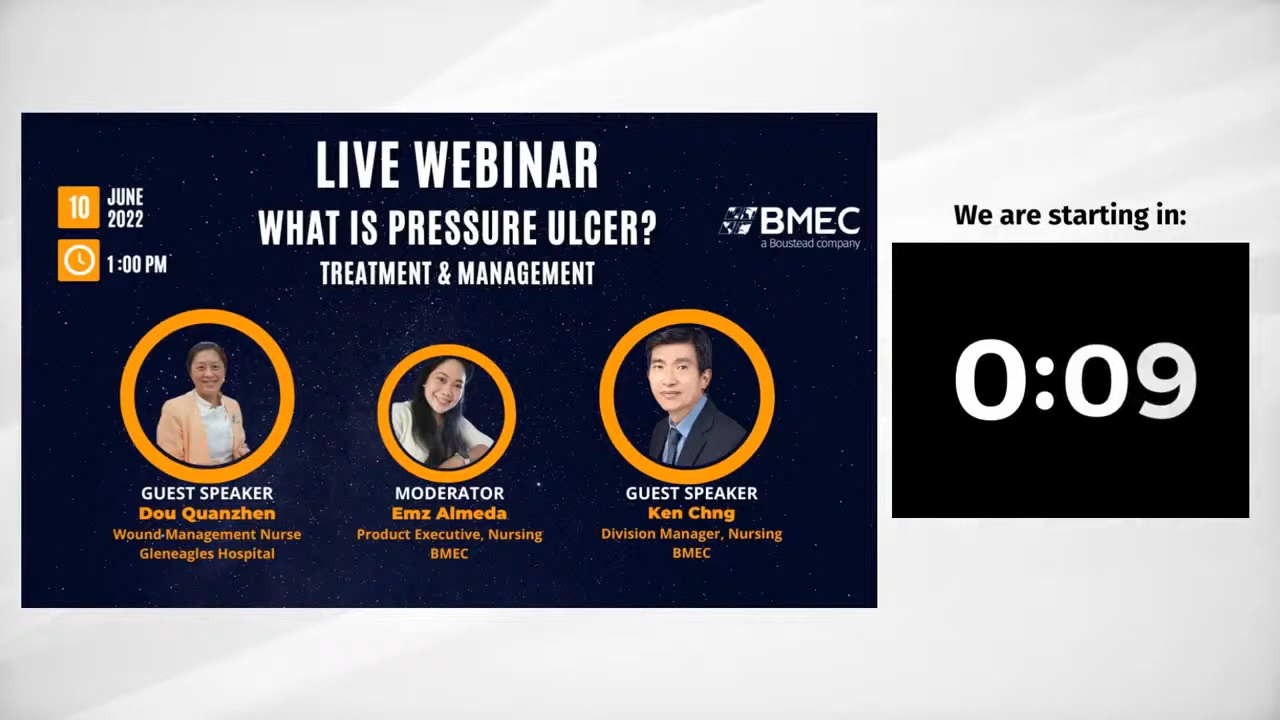 LIVE WEBINAR
WHAT IS PRESSURE ULCER?
TREATMENT & MANAGEMENT
10
JUNE
2022
1:00 PM
BMEC
a Boustead company
GUEST SPEAKER
Dou Quanzhen
Wound Management Nurse
Gleneagles Hospital
MODERATOR
Emz Almeda
Product Executive, Nursing
BMEC
GUEST SPEAKER
Ken Chng
Division Manager, Nursing
BMEC
We are starting in:
0:09